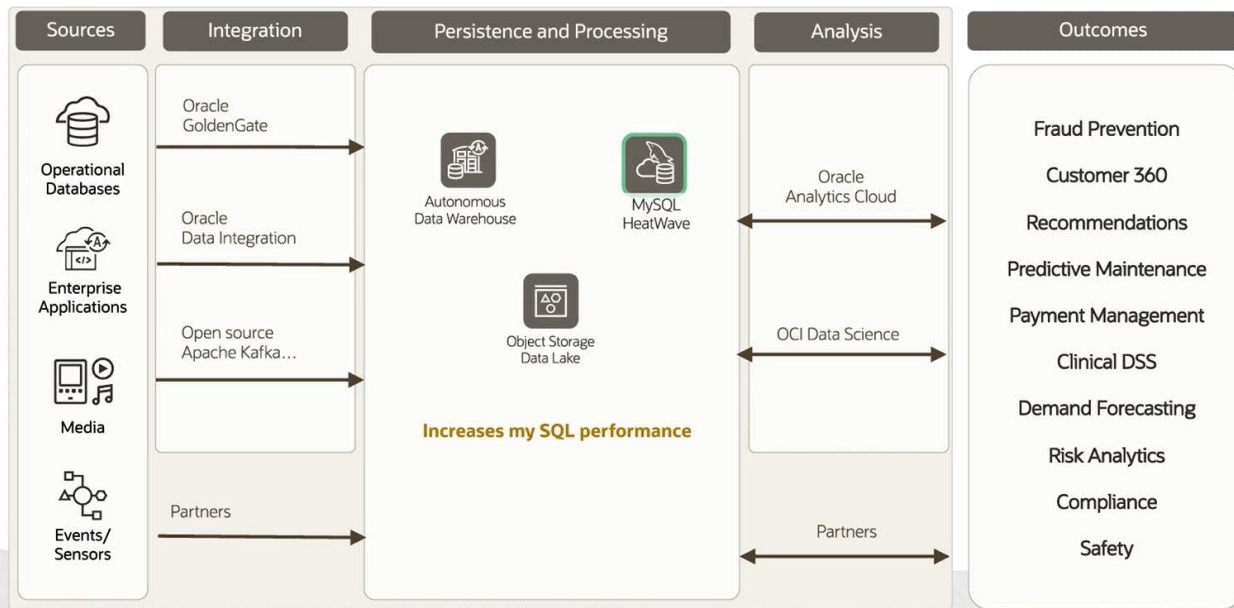 Sources
Integration
Persistence and Processing
Analysis
Outcomes
Operational
Databases
Enterprise
Applications
Media
Events/
Sensors
Oracle
GoldenGate
Oracle
Data Integration
Open source
Apache Kafka...
Partners
Autonomous
Data Warehouse
MySQL
HeatWave
Object Storage
Data Lake
Increases my SQL performance
Oracle
Analytics Cloud
OCI Data Science
Partners
Fraud Prevention
Customer 360
Recommendations
Predictive Maintenance
Payment Management
Clinical DSS
Demand Forecasting
Risk Analytics
Compliance
Safety